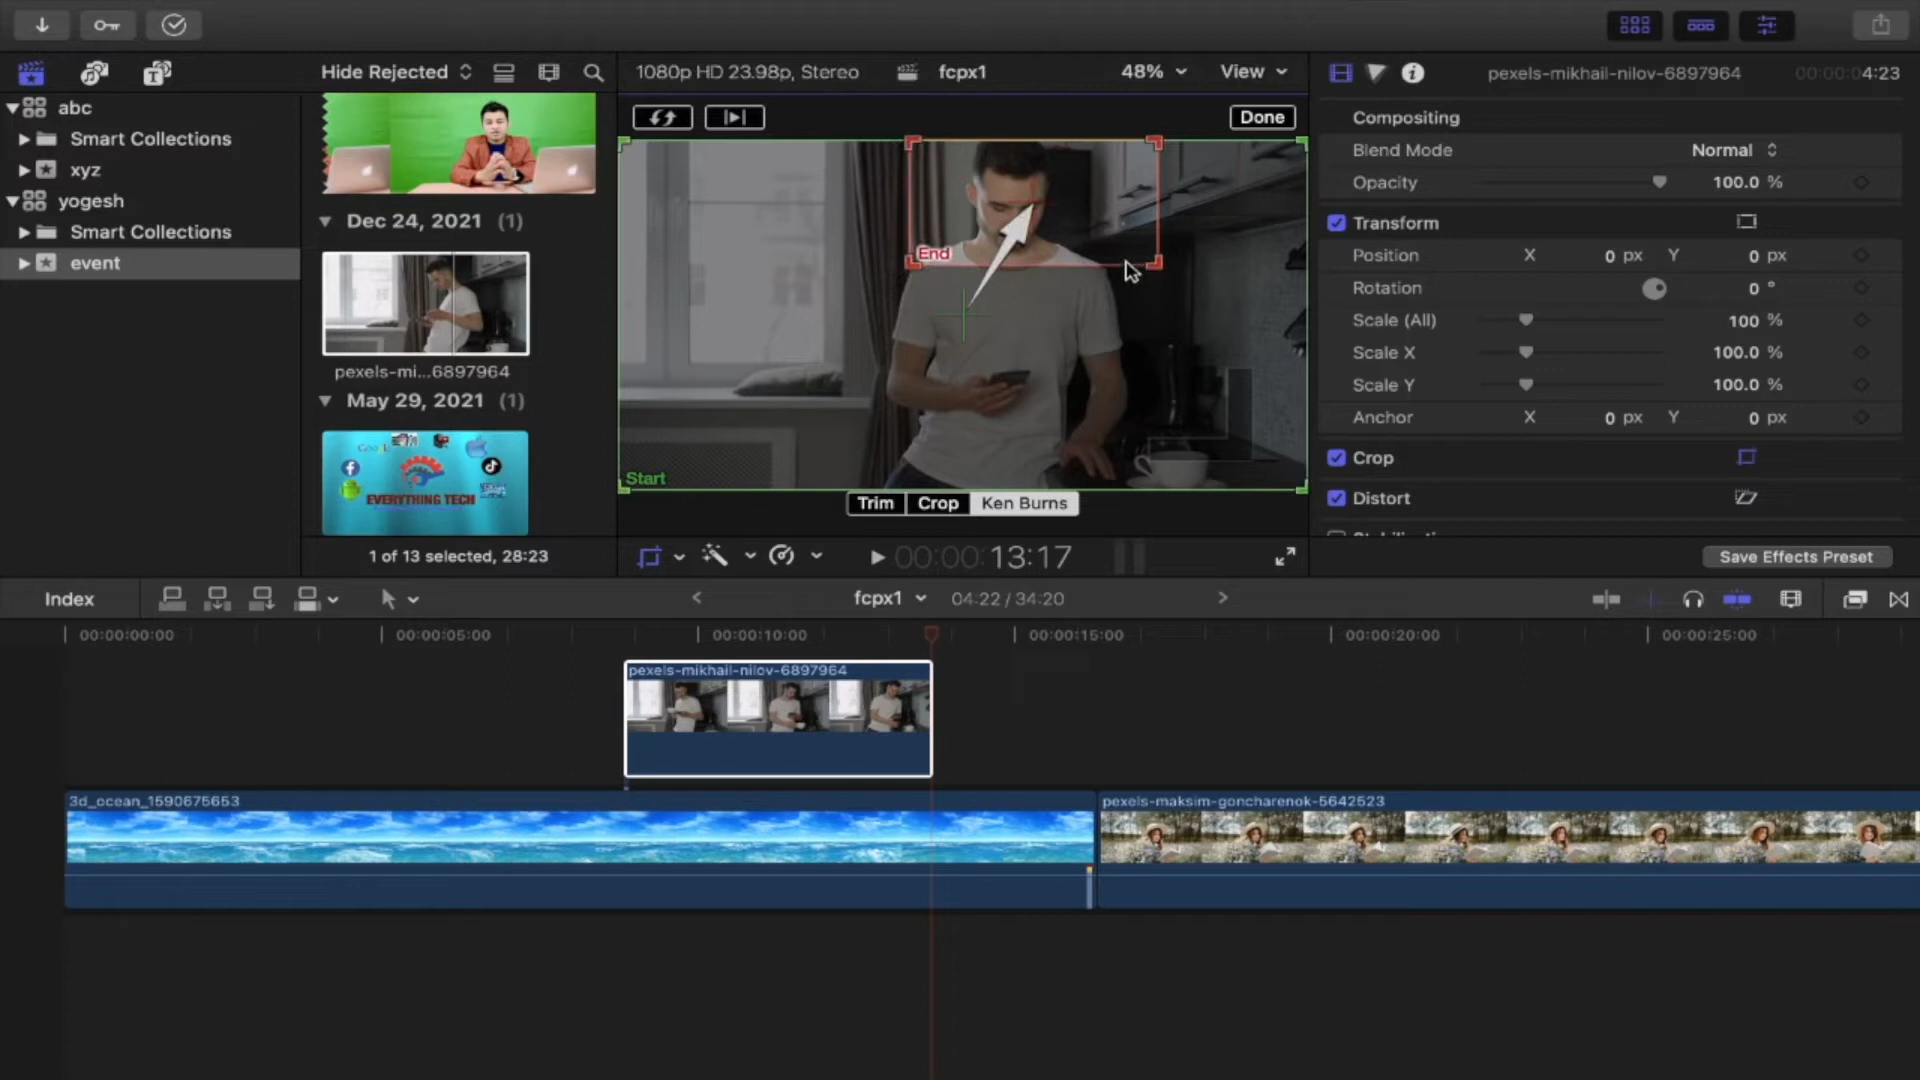 Hide Rejected
1080p HD 23.98p, Stereo
fcpx1
48%
View
pexels-mikhail-nilov-6897964
00:00:04:23
abc
Smart Collections
xyz
yogesh
Smart Collections
event
Dec 24, 2021 (1)
pexels-mi...6897964
May 29, 2021 (1)
EVERYTHING TECH
1 of 13 selected, 28:23
Done
End
Start
Trim
Crop
Ken Burns
00:00:13:17
Compositing
Blend Mode
Normal
Opacity
100.0 %
Transform
Position X 0 px Y 0 px
Rotation 0 °
Scale (All) 100 %
Scale X 100.0 %
Scale Y 100.0 %
Anchor X 0 px Y 0 px
Crop
Distort
Save Effects Preset
Index
fcpx1
04:22 / 34:20
00:00:00:00
00:00:05:00
00:00:10:00
00:00:15:00
00:00:20:00
00:00:25:00
pexels-mikhail-nilov-6897964
3d_ocean_1590675653
pexels-maksim-goncharenok-5642523